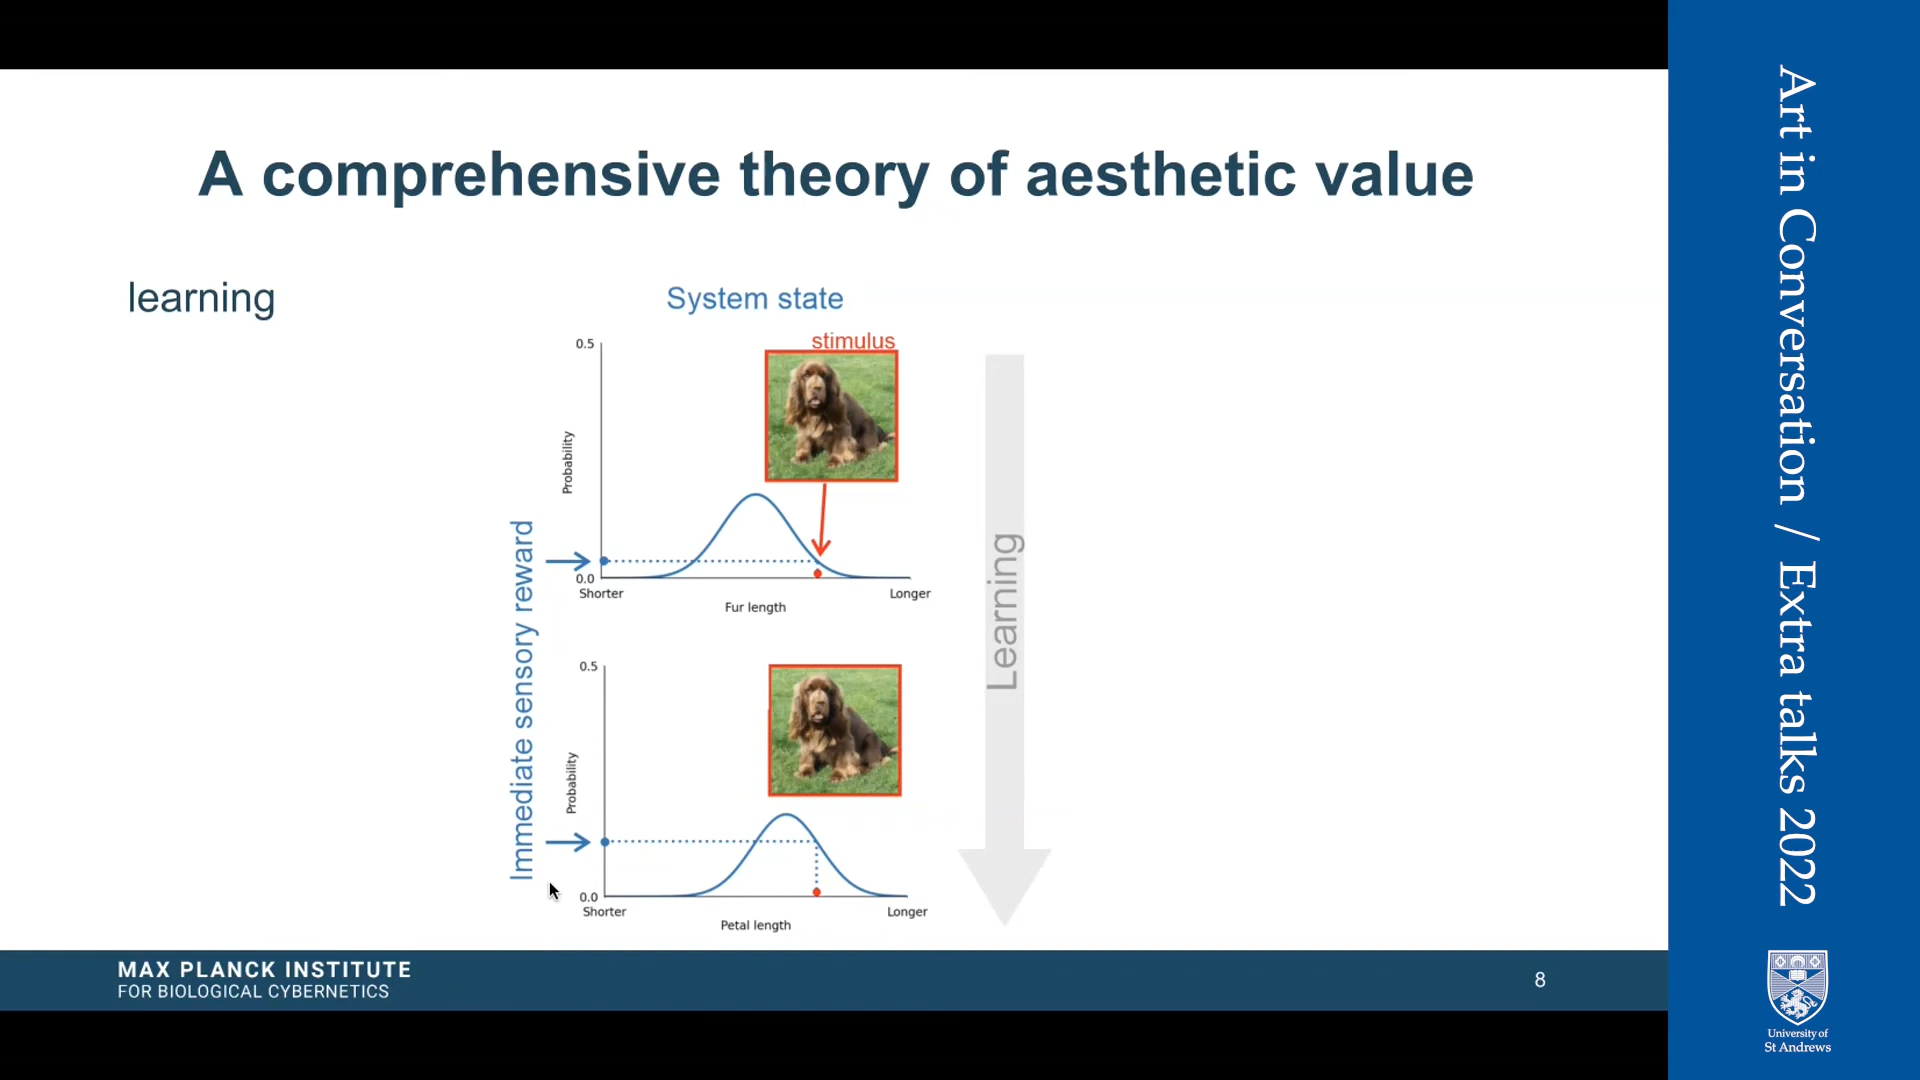 A comprehensive theory of aesthetic value
learning
System state
stimulus
0.5
Probability
0.0
Shorter
Longer
Fur length
Immediate sensory reward
Learning
0.5
Probability
0.0
Shorter
Longer
Petal length
MAX PLANCK INSTITUTE
FOR BIOLOGICAL CYBERNETICS
8
Art in Conversation / Extra talks 2022
University of
St Andrews